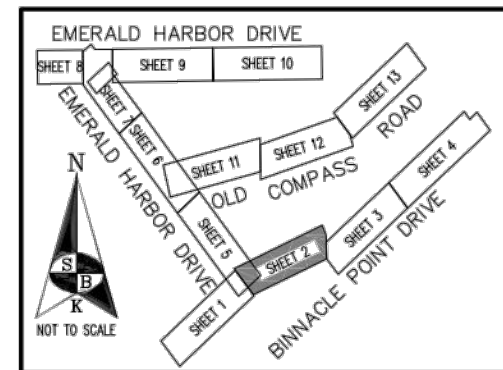 EMERALD HARBOR DRIVE
SHEET 8
SHEET 9
SHEET 10
SHEET 7
SHEET 6
EMERALD HARBOR DRIVE
SHEET 13
SHEET 11
SHEET 12
OLD COMPASS ROAD
SHEET 4
N
SHEET 5
SHEET 3
SHEET 2
S
B
K
SHEET 1
BINNACLE POINT DRIVE
NOT TO SCALE